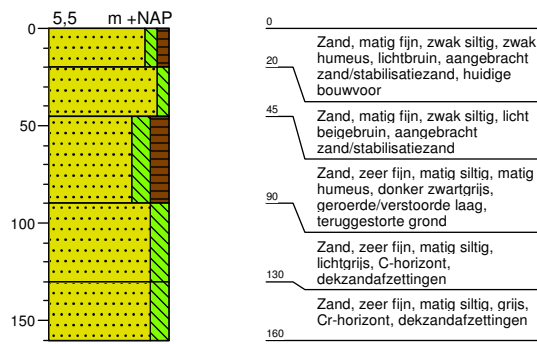 5,5 m +NAP
0
50
100
150
0
Zand, matig fijn, zwak siltig, zwak
humeus, lichtbruin, aangebracht
zand/stabilisatiezand, huidige
bouwvoor
20
Zand, matig fijn, zwak siltig, licht
beigebruin, aangebracht
zand/stabilisatiezand
45
Zand, zeer fijn, matig siltig, matig
humeus, donker zwartgrijs,
geroerde/verstoorde laag,
teruggestorte grond
90
Zand, zeer fijn, matig siltig,
lichtgrijs, C-horizont,
dekzandafzettingen
130
Zand, zeer fijn, matig siltig, grijs,
Cr-horizont, dekzandafzettingen
160